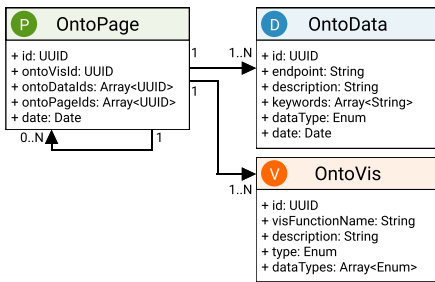 P OntoPage
+ id: UUID
+ ontoVisId: UUID
+ ontoDataIds: Array<UUID>
+ ontoPageIds: Array<UUID>
+ date: Date
0..N
1
1
1..N
1
1..N
D OntoData
+ id: UUID
+ endpoint: String
+ description: String
+ keywords: Array<String>
+ dataType: Enum
+ date: Date
V OntoVis
+ id: UUID
+ visFunctionName: String
+ description: String
+ type: Enum
+ dataTypes: Array<Enum>